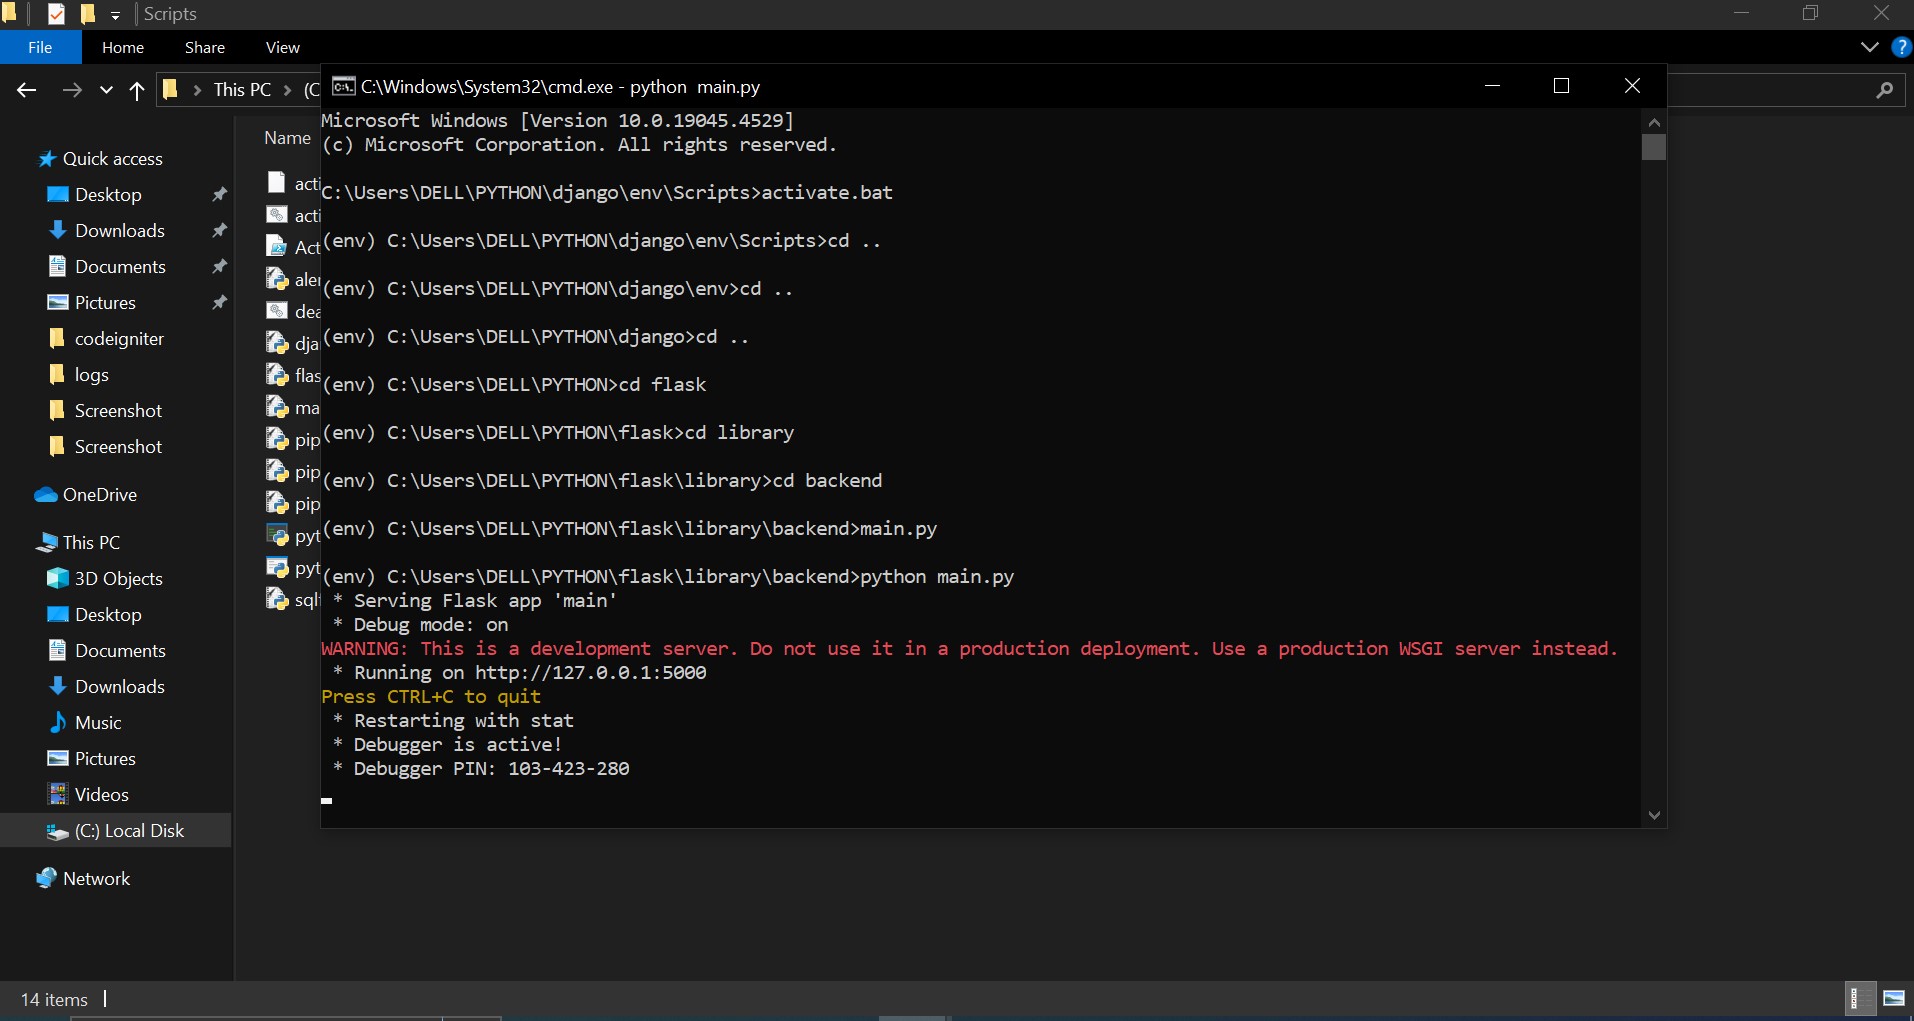 Scripts
File Home Share View
This PC
Name
Quick access
Desktop
Downloads
Documents
Pictures
codeigniter
logs
Screenshot
Screenshot
OneDrive
This PC
3D Objects
Desktop
Documents
Downloads
Music
Pictures
Videos
(C:) Local Disk
Network
acti
acti
Act
aler
dea
dja
flas
ma
pip
pip
pip
pyt
pyt
C:\Windows\System32\cmd.exe - python  main.py
Microsoft Windows [Version 10.0.19045.4529]
(c) Microsoft Corporation. All rights reserved.
C:\Users\DELL\PYTHON\django\env\Scripts>activate.bat
(env) C:\Users\DELL\PYTHON\django\env\Scripts>cd ..
(env) C:\Users\DELL\PYTHON\django\env>cd ..
(env) C:\Users\DELL\PYTHON\django>cd ..
(env) C:\Users\DELL\PYTHON>cd flask
(env) C:\Users\DELL\PYTHON\flask>cd library
(env) C:\Users\DELL\PYTHON\flask\library>cd backend
(env) C:\Users\DELL\PYTHON\flask\library\backend>main.py
(env) C:\Users\DELL\PYTHON\flask\library\backend>python main.py
* Serving Flask app 'main'
* Debug mode: on
WARNING: This is a development server. Do not use it in a production deployment. Use a production WSGI server instead.
* Running on http://127.0.0.1:5000
Press CTRL+C to quit
* Restarting with stat
* Debugger is active!
* Debugger PIN: 103-423-280
14 items